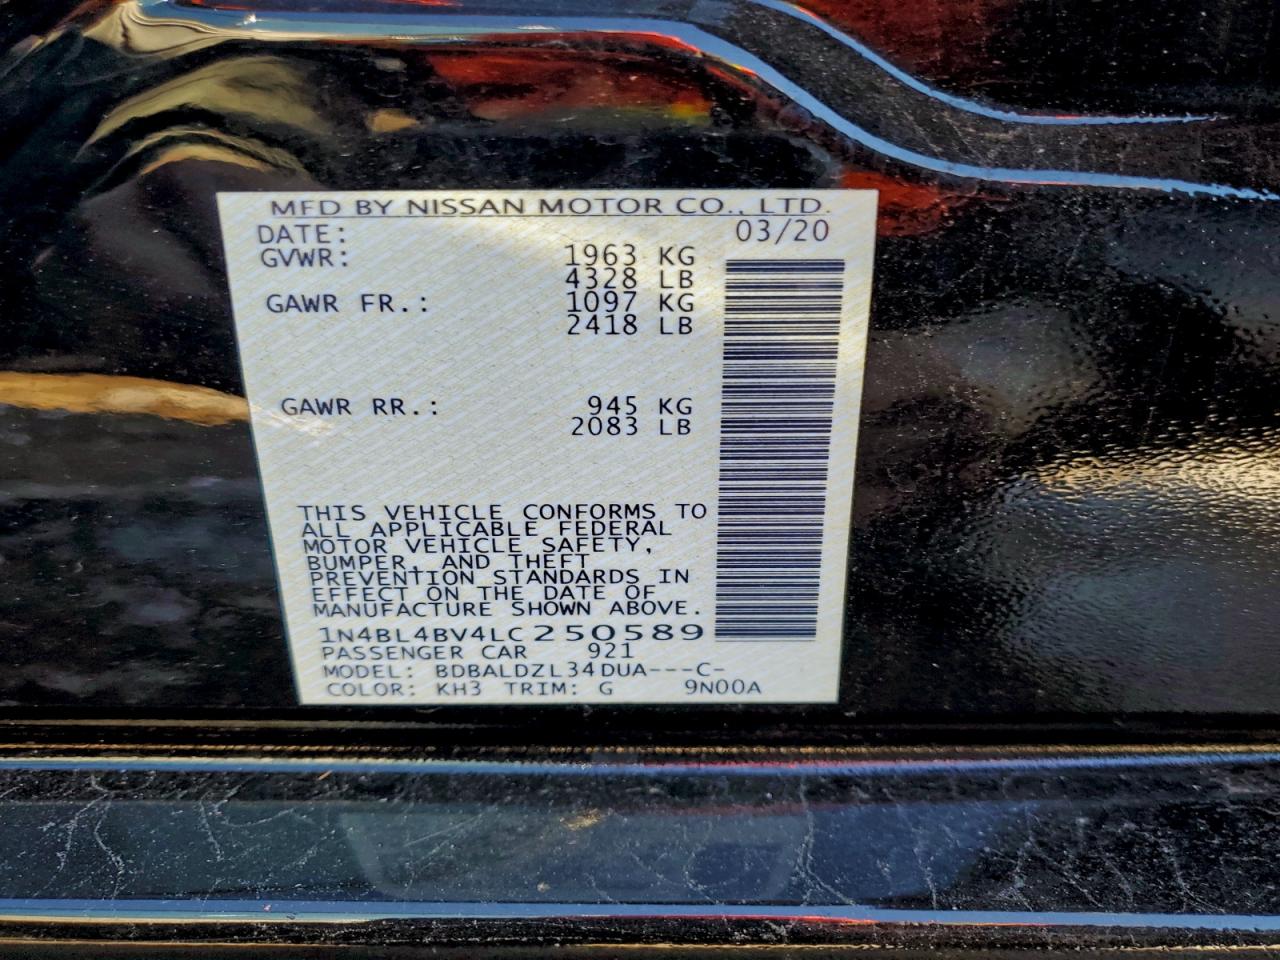 MFD BY NISSAN MOTOR CO., LTD.
DATE: 03/20
GVWR: 1963 KG
4328 LB
GAWR FR.: 1097 KG
2418 LB
GAWR RR.: 945 KG
2083 LB
THIS VEHICLE CONFORMS TO
ALL APPLICABLE FEDERAL
MOTOR VEHICLE SAFETY,
BUMPER, AND THEFT
PREVENTION STANDARDS IN
EFFECT ON THE DATE OF
MANUFACTURE SHOWN ABOVE.
1N4BL4BV4LC250589
PASSENGER CAR 921
MODEL: BDBALDZL34DUA---C-
COLOR: KH3 TRIM: G 9N00A